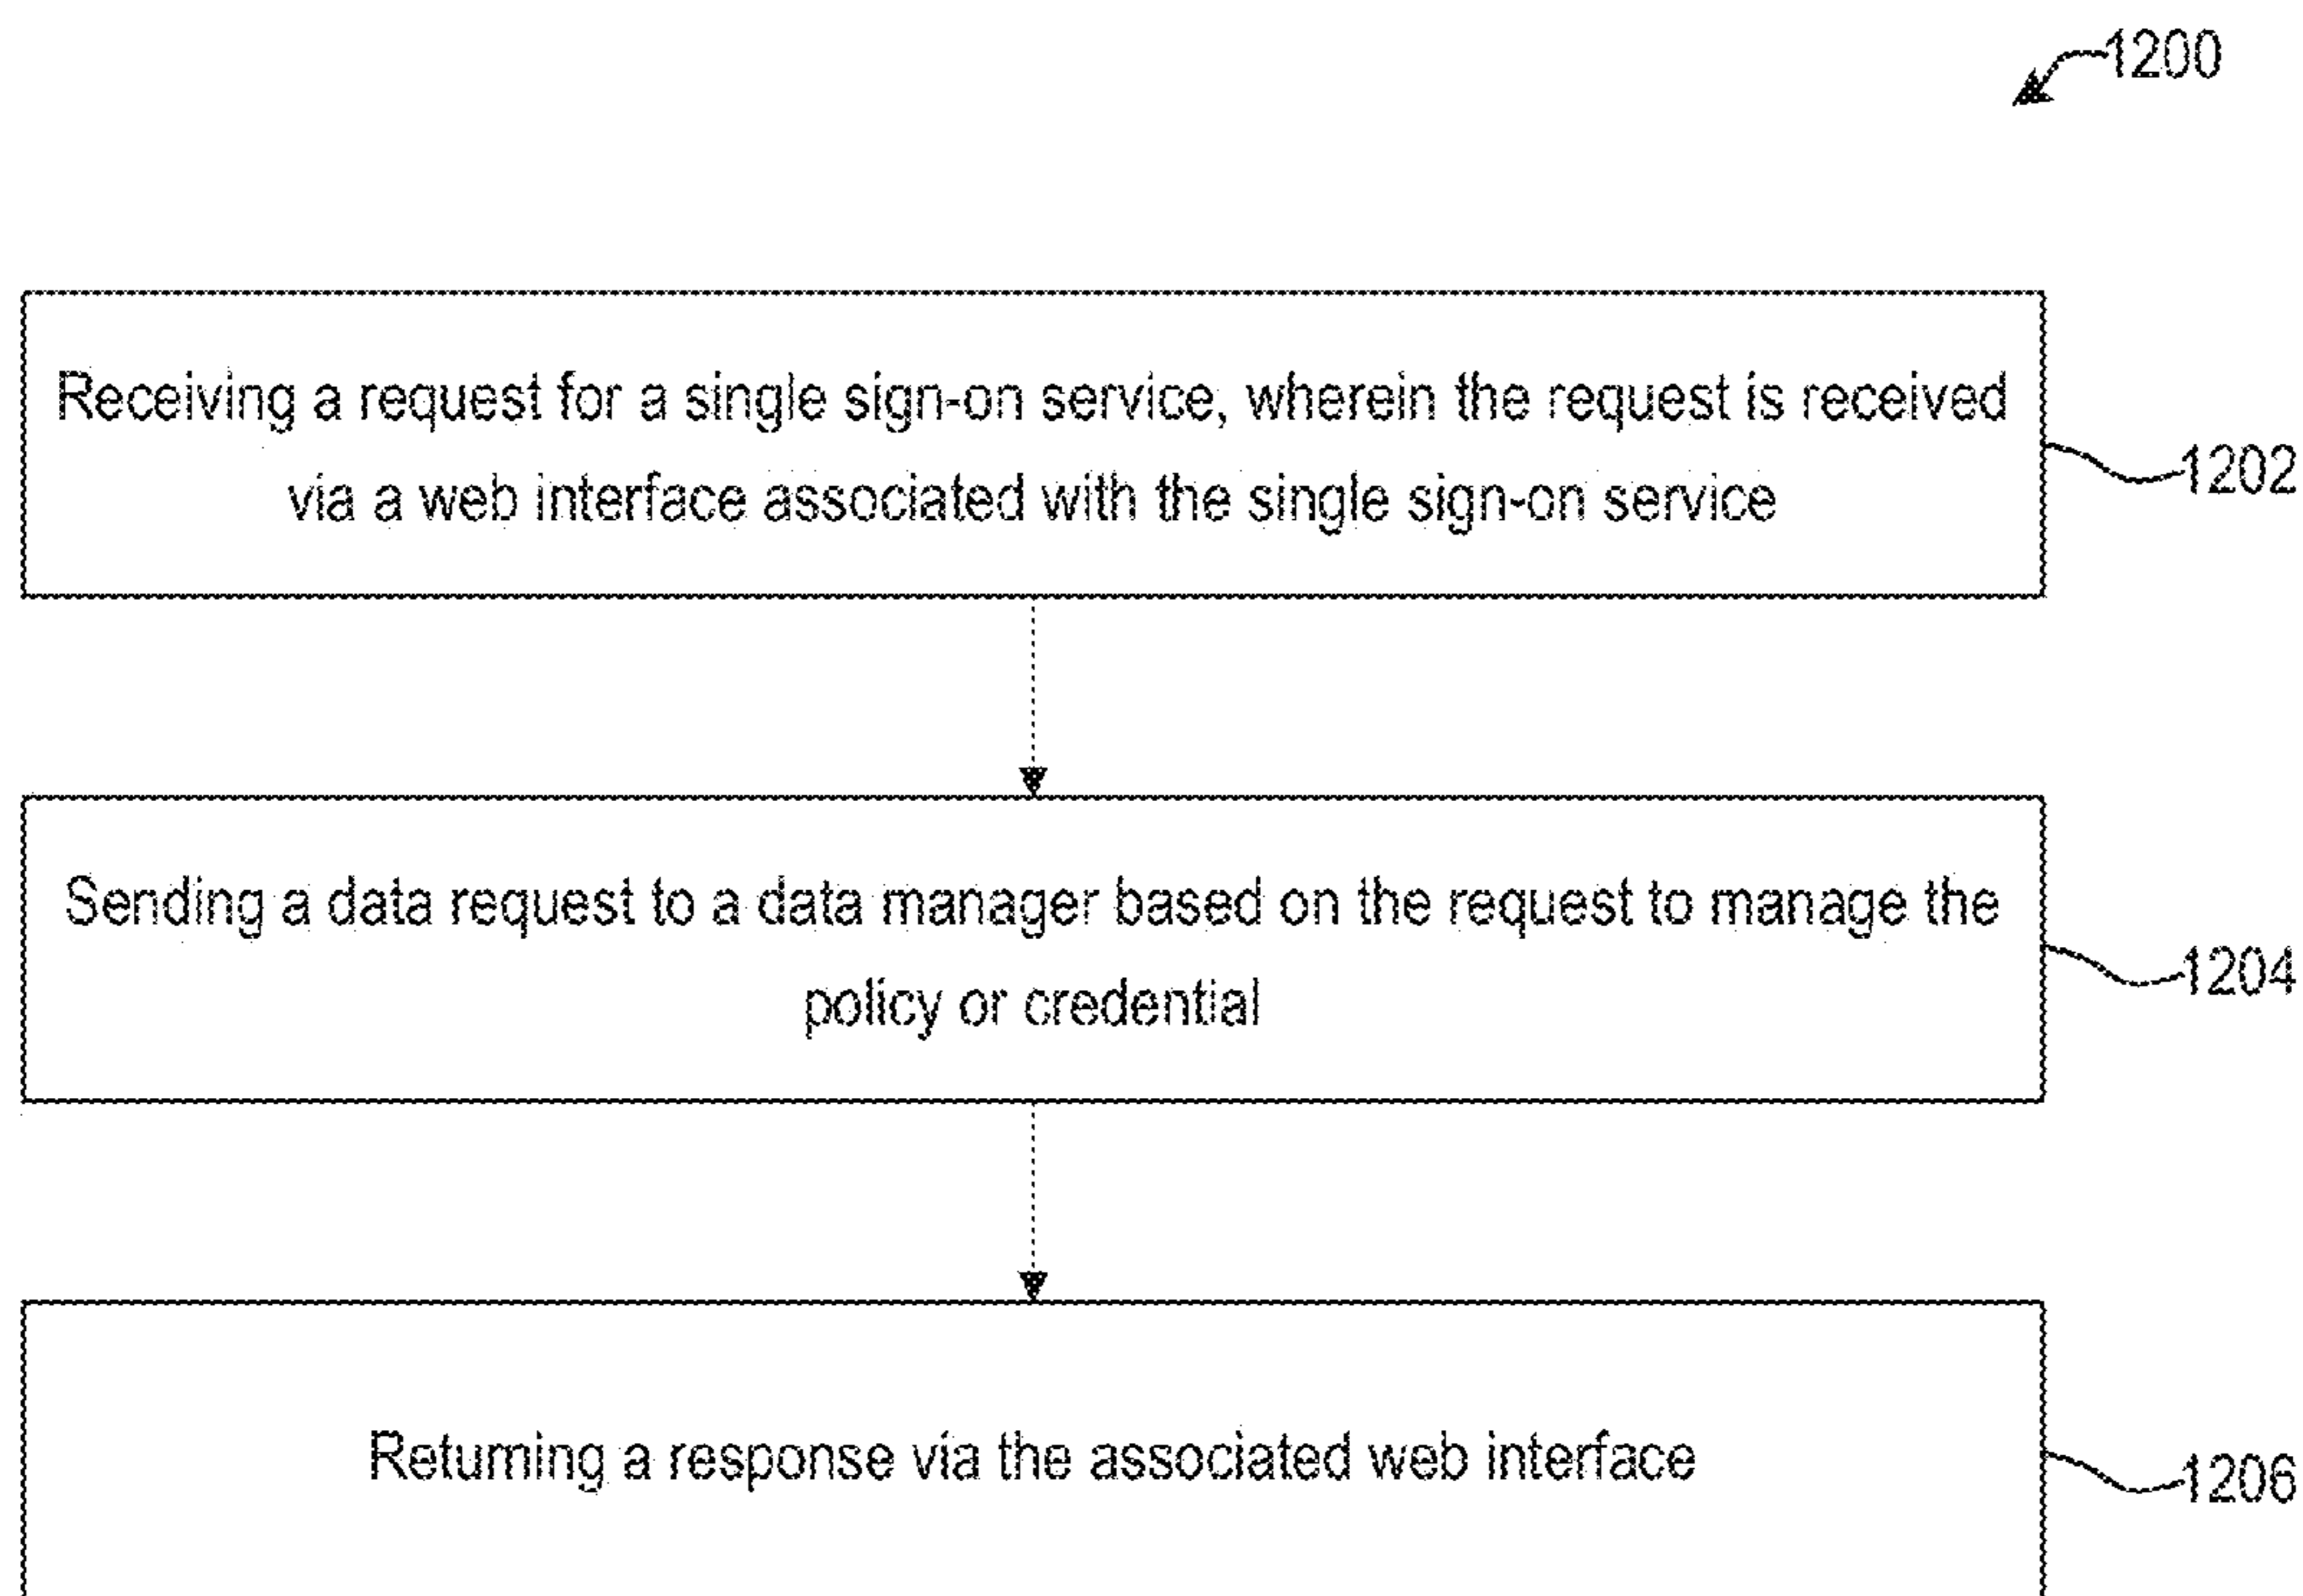 1200
Receiving a request for a single sign-on service, wherein the request is received
via a web interface associated with the single sign-on service
1202
Sending a data request to a data manager based on the request to manage the
policy or credential
1204
Returning a response via the associated web interface
1206